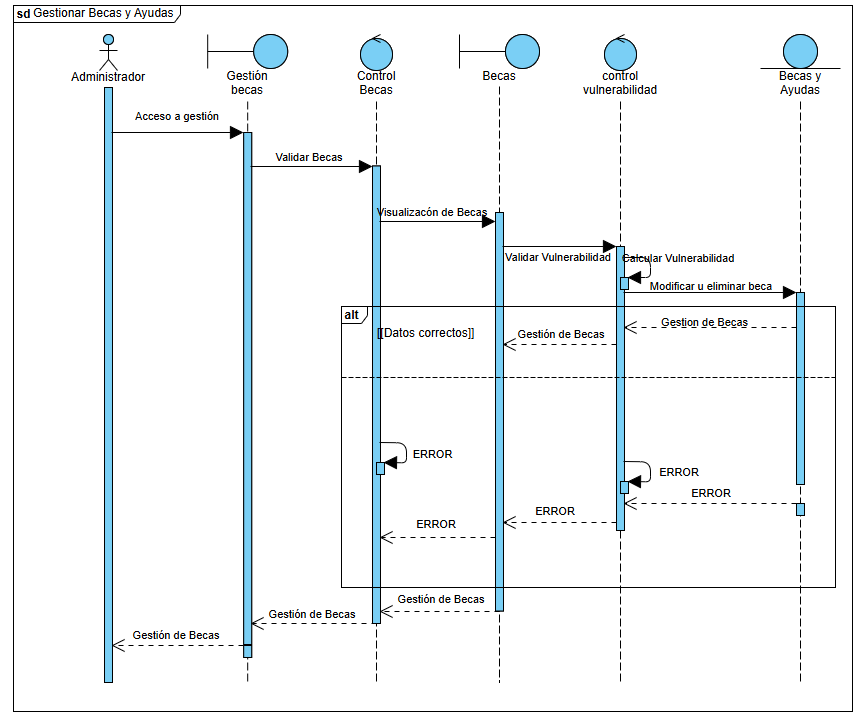 sd Gestionar Becas y Ayudas
Administrador
Gestión
becas
Control
Becas
Becas
control
vulnerabilidad
Becas y
Ayudas
Acceso a gestión
Validar Becas
Visualizacón de Becas
Validar Vulnerabilidad
Calcular Vulnerabilidad
Modificar u eliminar beca
alt
[[Datos correctos]]
Gestion de Becas
Gestión de Becas
ERROR
ERROR
ERROR
ERROR
ERROR
Gestión de Becas
Gestión de Becas
Gestión de Becas